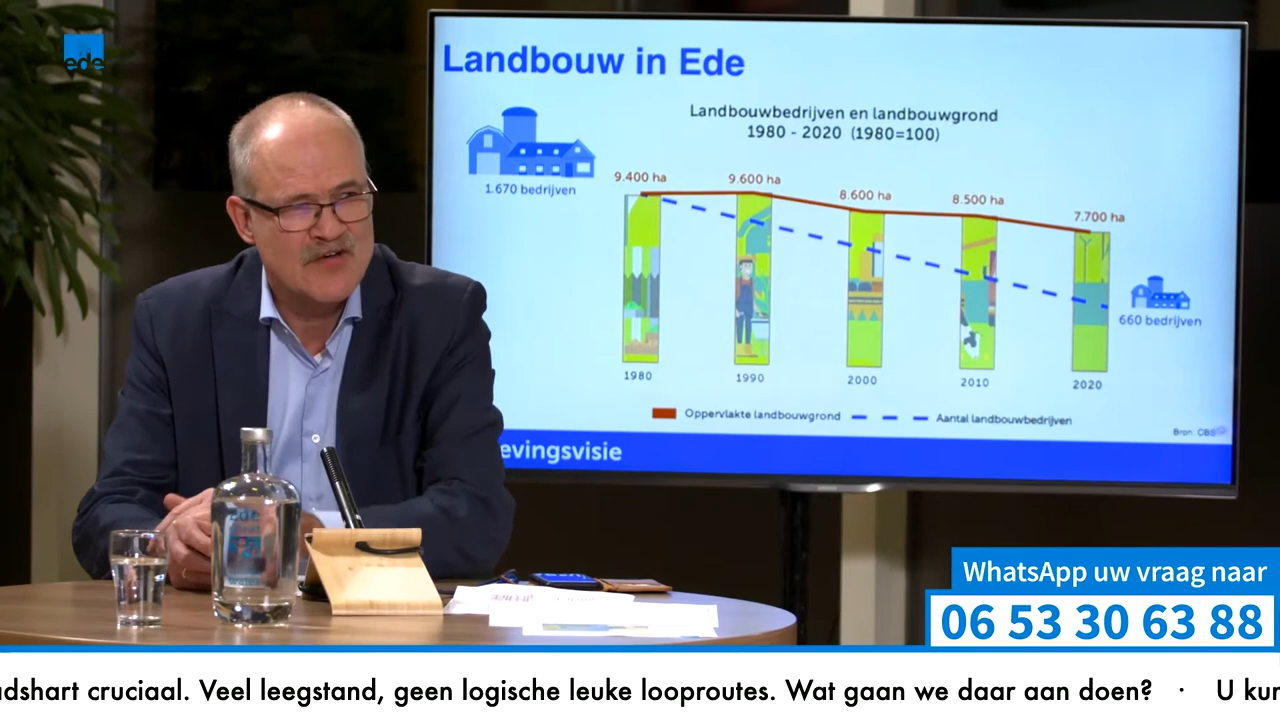 ede
Landbouw in Ede
Landbouwbedrijven en landbouwgrond
1980 - 2020 (1980=100)
1.670 bedrijven
9.400 ha
9.600 ha
8.600 ha
8.500 ha
7.700 ha
660 bedrijven
1980
1990
2000
2010
2020
Oppervlakte landbouwgrond
Aantal landbouwbedrijven
Bron: CBS
evingsvisie
Ede
WhatsApp uw vraag naar
06 53 30 63 88
adshart cruciaal. Veel leegstand, geen logische leuke looproutes. Wat gaan we daar aan doen? · U kun